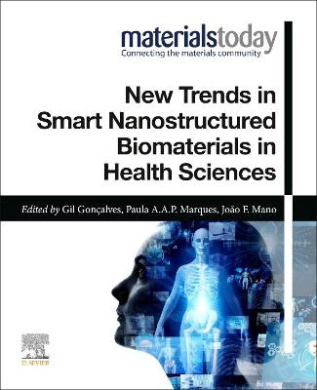 materialstoday
Connecting the materials community
New Trends in
Smart Nanostructured
Biomaterials in
Health Sciences
Edited by Gil Gonçalves, Paula A.A.P. Marques, João F. Mano
ELSEVIER